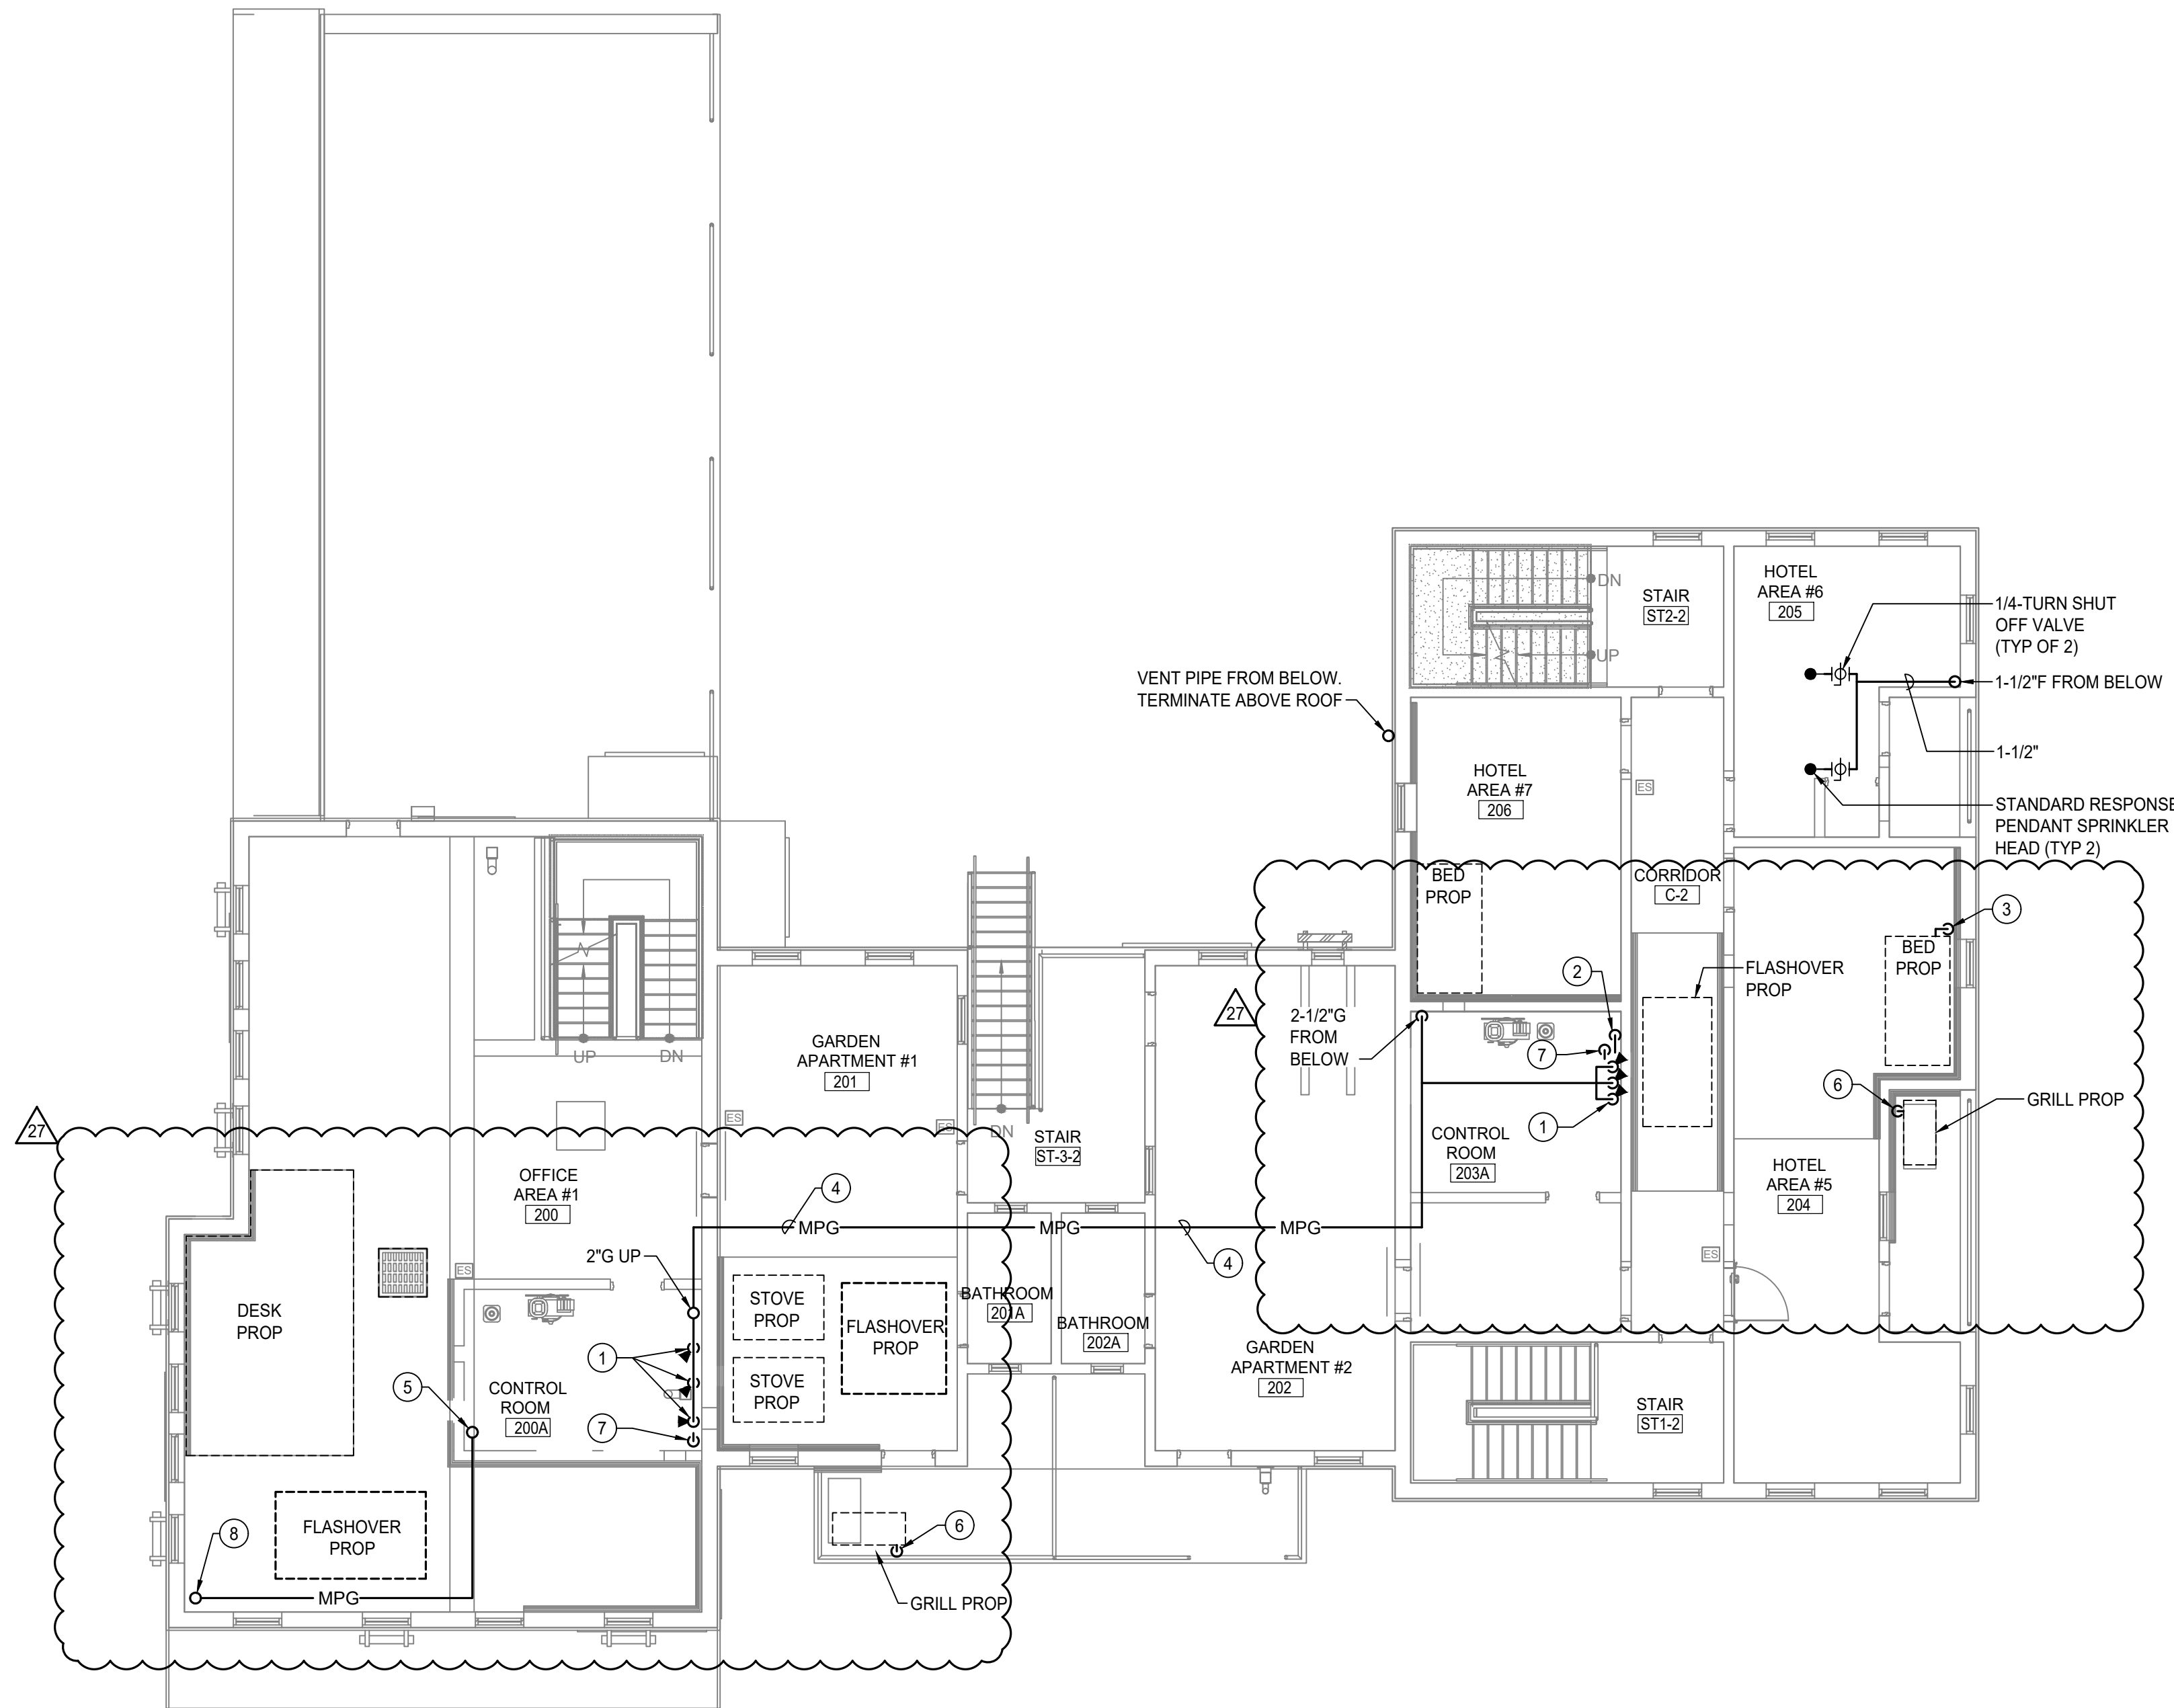 HOTEL
AREA #6
205
STAIR
ST2-2
DN
UP
1/4-TURN SHUT
OFF VALVE
(TYP OF 2)
1-1/2"F FROM BELOW
1-1/2"
STANDARD RESPONSE
PENDANT SPRINKLER
HEAD (TYP 2)
VENT PIPE FROM BELOW.
TERMINATE ABOVE ROOF
HOTEL
AREA #7
206
ES
BED
PROP
CORRIDOR
C-2
3
BED
PROP
2
FLASHOVER
PROP
27
2-1/2"G
FROM
BELOW
7
6
GRILL PROP
1
CONTROL
ROOM
203A
HOTEL
AREA #5
204
ES
UP
DN
GARDEN
APARTMENT #1
201
ES
ES
DN
STAIR
ST-3-2
27
OFFICE
AREA #1
200
4
MPG
MPG
MPG
4
2"G UP
ES
DESK
PROP
STOVE
PROP
FLASHOVER
PROP
BATHROOM
201A
BATHROOM
202A
1
STOVE
PROP
GARDEN
APARTMENT #2
202
5
CONTROL
ROOM
200A
7
STAIR
ST1-2
8
FLASHOVER
PROP
6
MPG
GRILL PROP